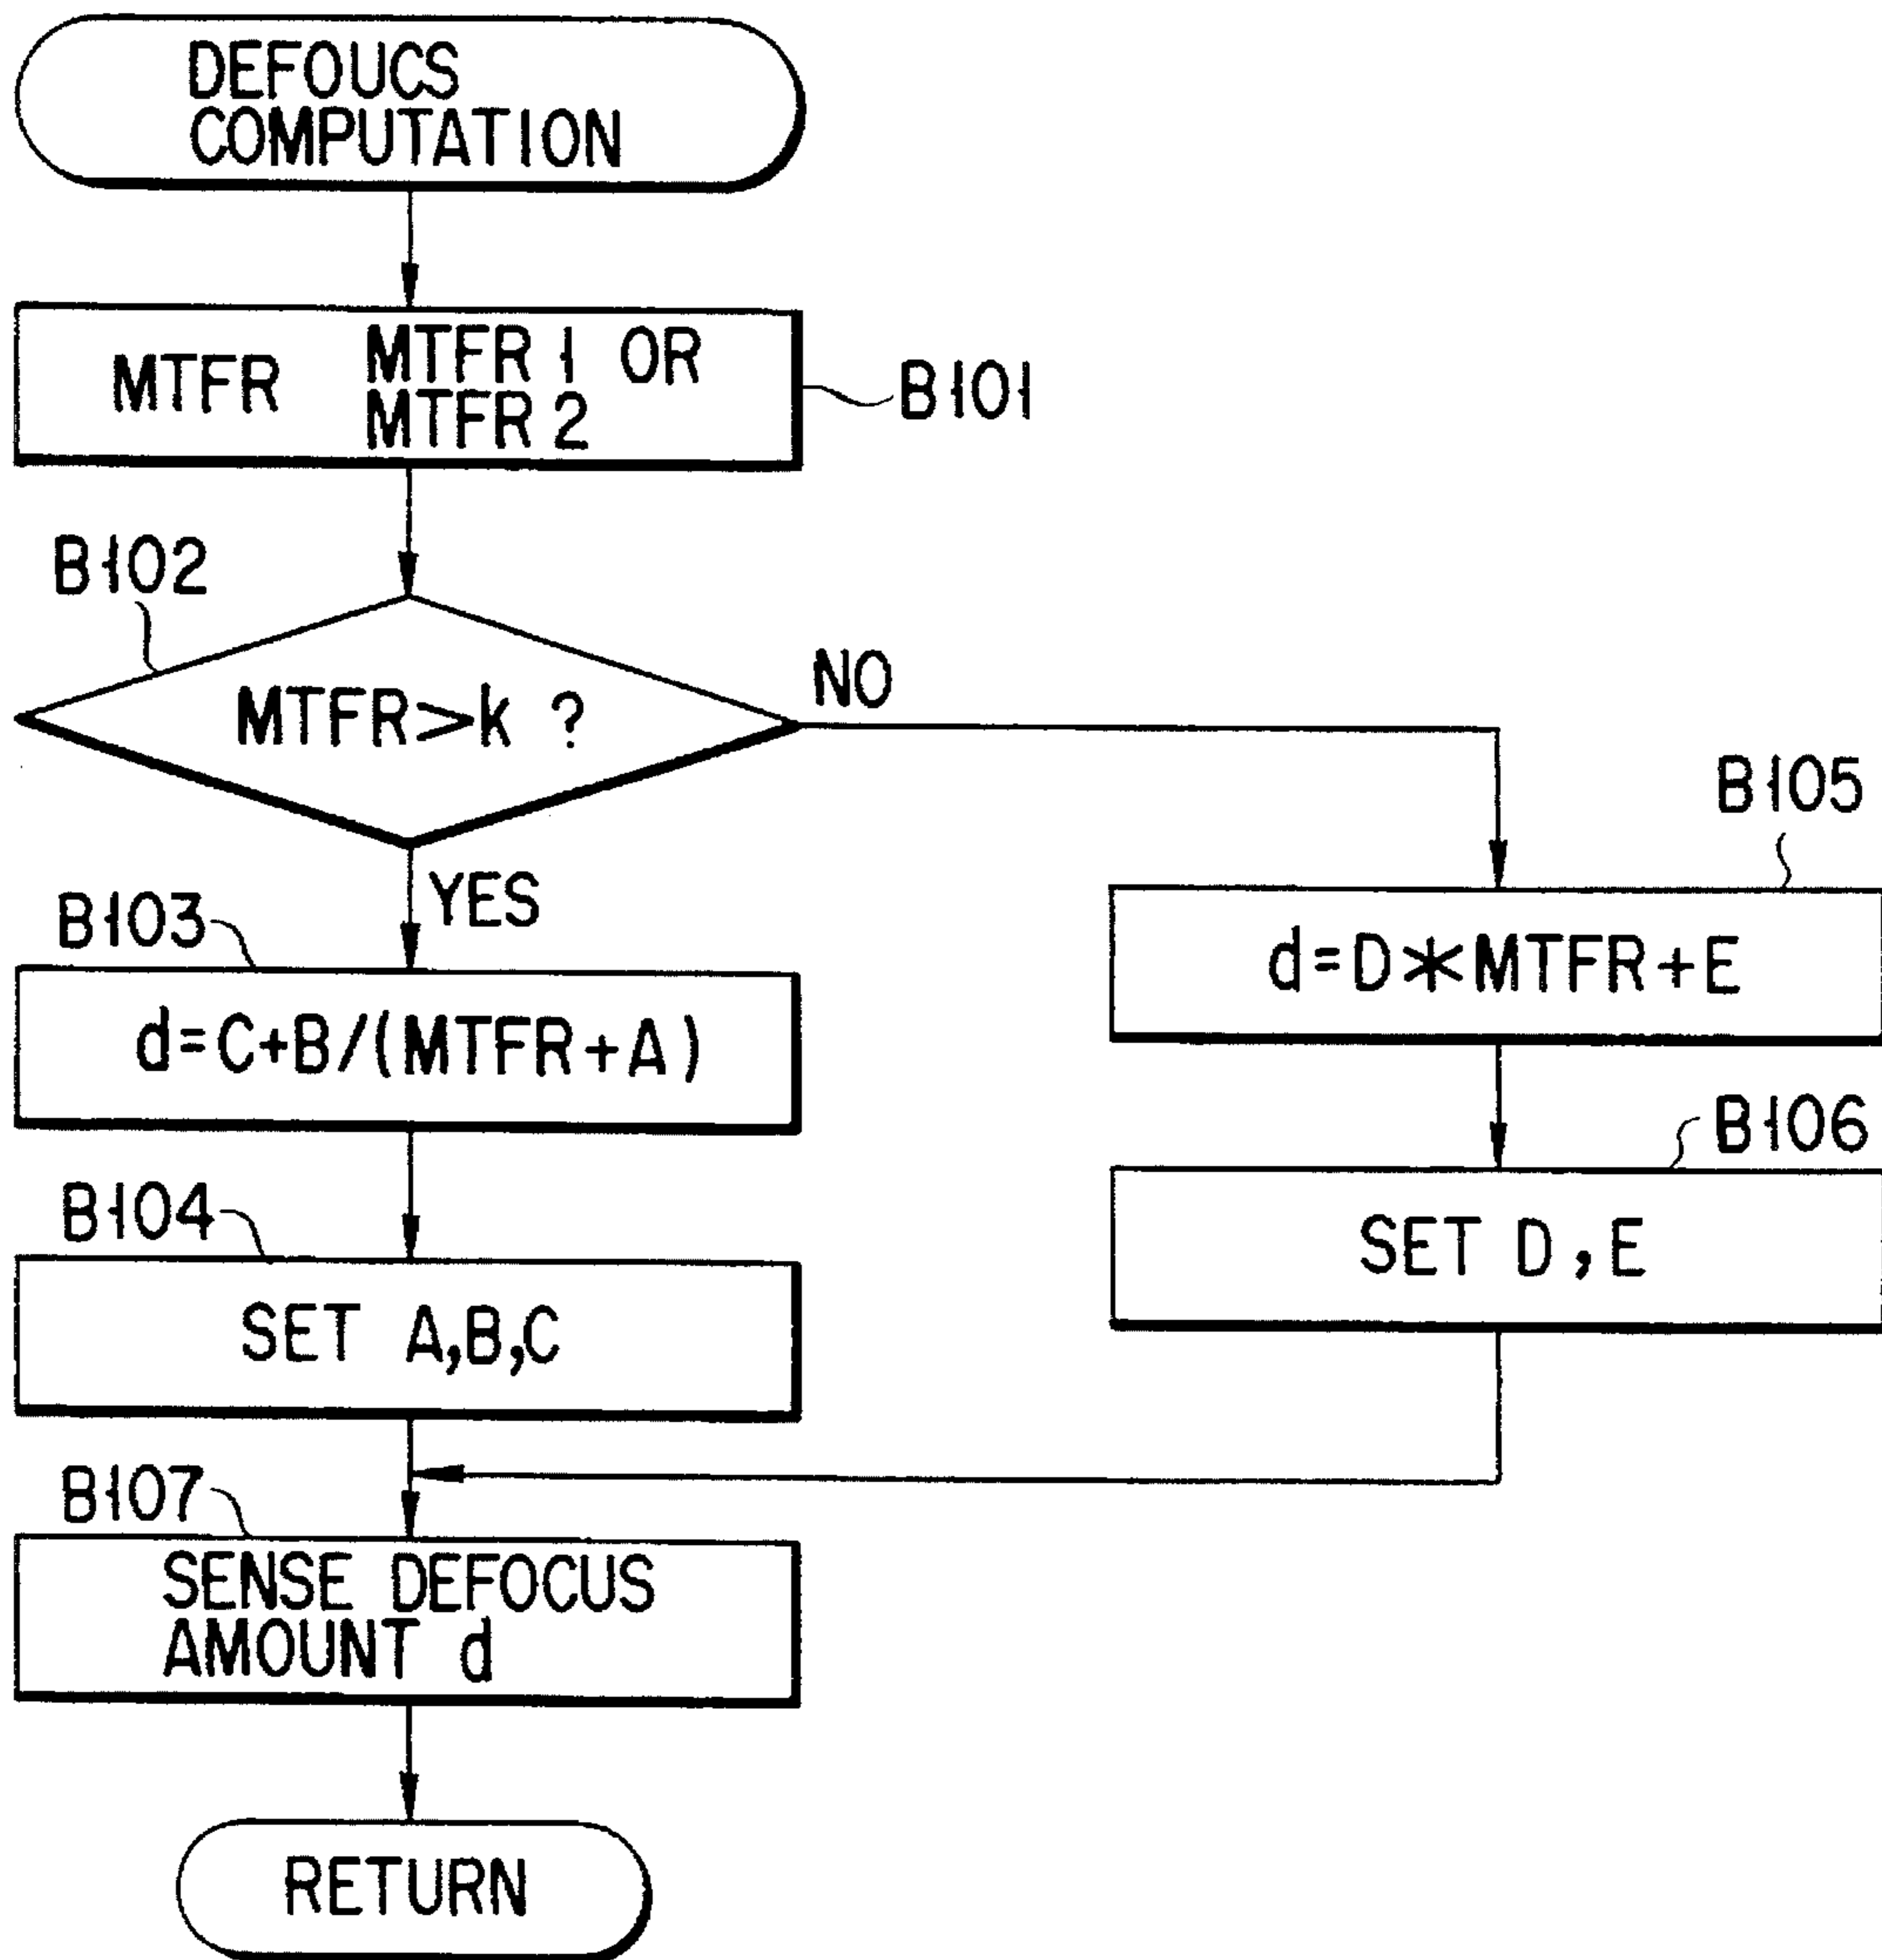 DEFOUCS
COMPUTATION
MTFR MTFR1 OR
MTFR2
B101
B102
MTFR>k ?
NO
YES
B103
d=C+B/(MTFR+A)
B104
SET A,B,C
B105
d=D*MTFR+E
B106
SET D,E
B107
SENSE DEFOCUS
AMOUNT d
RETURN